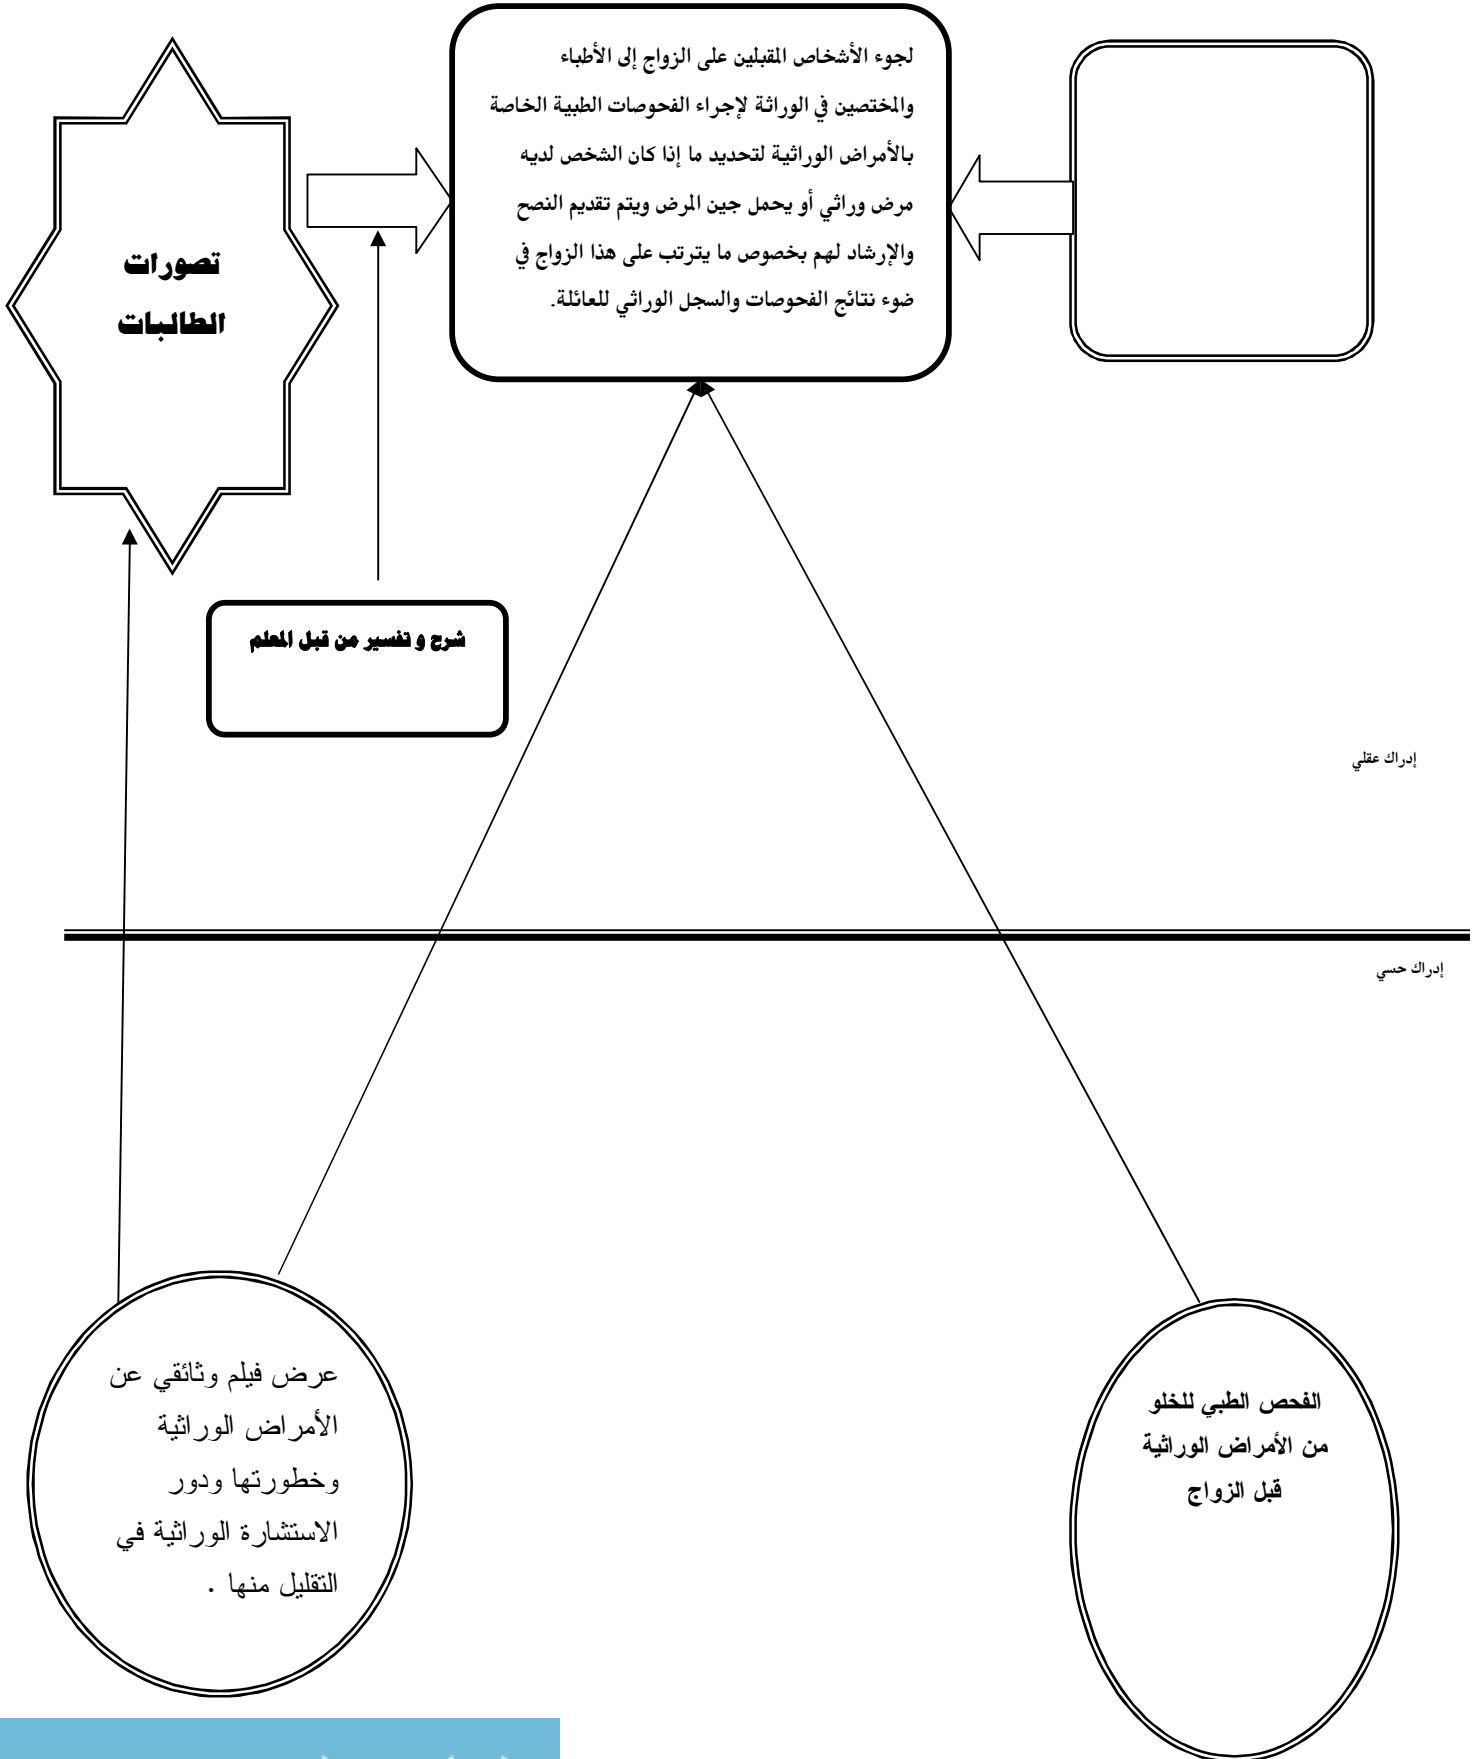 لجوء الأشخاص المقبلين على الزواج إلى الأطباء
والمختصين في الوراثة لإجراء الفحوصات الطبية الخاصة
بالأمراض الوراثية لتحديد ما إذا كان الشخص لديه
مرض وراثي أو يحمل جين المرض ويتم تقديم النصح
والإرشاد لهم بخصوص ما يترتب على هذا الزواج في
ضوء نتائج الفحوصات والسجل الوراثي للعائلة.
تصورات
الطالبات
شرح و تفسير من قبل المعلم
إدراك عقلي
إدراك حسي
الفحص الطبي للخلو
من الأمراض الوراثية
قبل الزواج
عرض فيلم وثائقي عن
الأمراض الوراثية
وخطورتها ودور
الاستشارة الوراثية في
التقليل منها .